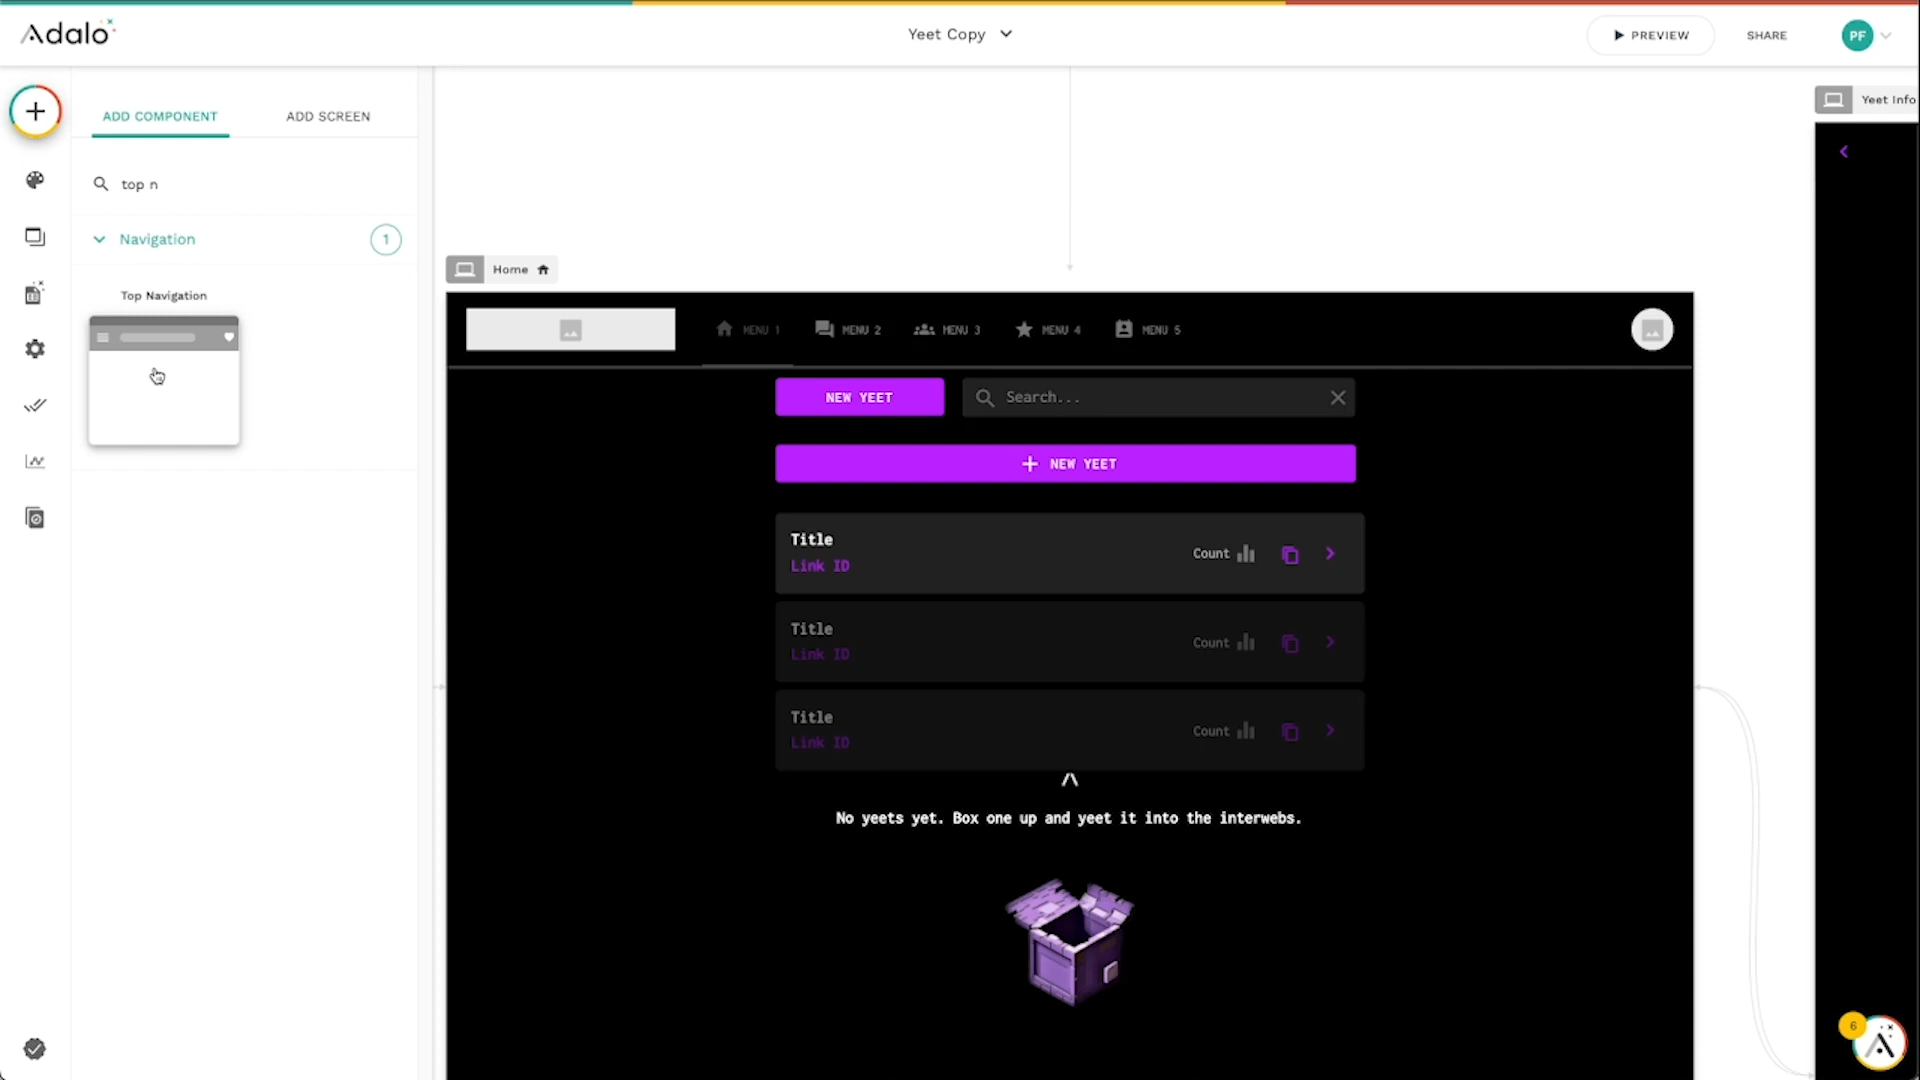 Adalo
Yeet Copy
PREVIEW
SHARE
PF
ADD COMPONENT
ADD SCREEN
top n
Navigation
1
Top Navigation
Home
MENU 1
MENU 2
MENU 3
MENU 4
MENU 5
NEW YEET
Search...
NEW YEET
Title
Link ID
Count
Title
Link ID
Count
Title
Link ID
Count
No yeets yet. Box one up and yeet it into the interwebs.
Yeet Info
6